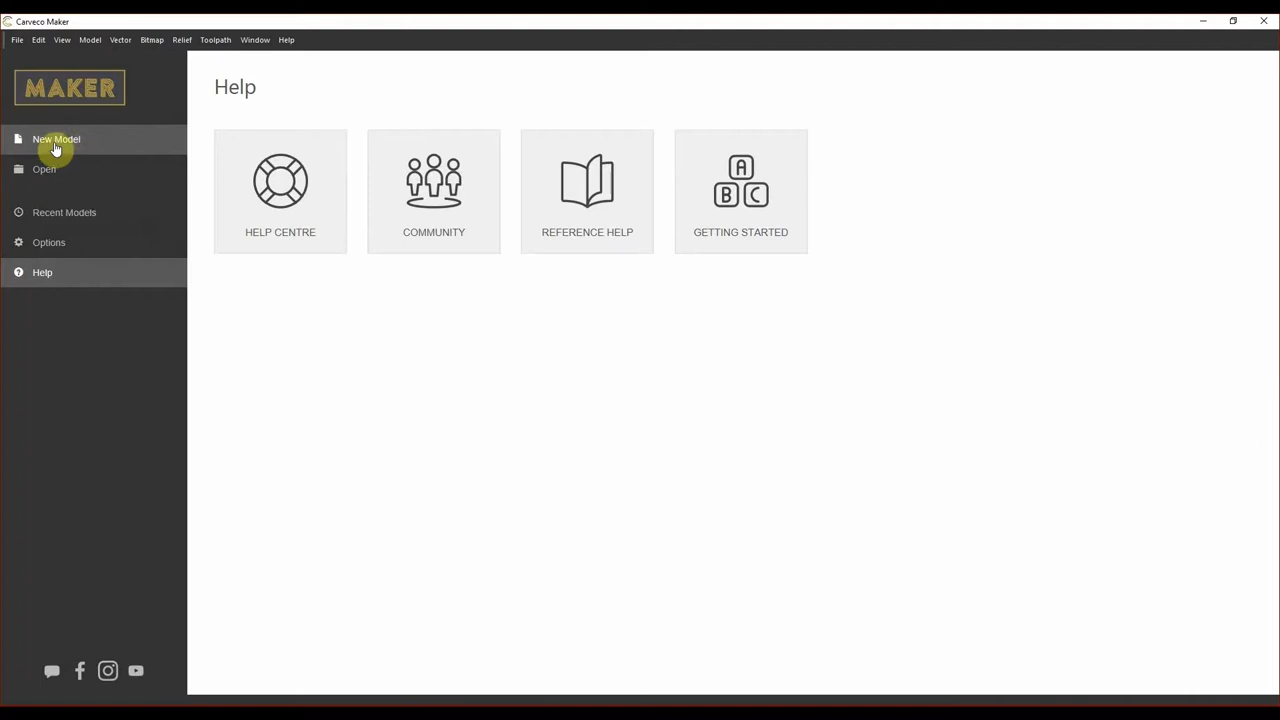 Carveco Maker
File Edit View Model Vector Bitmap Relief Toolpath Window Help
MAKER
New Model
Open
Recent Models
Options
Help
Help
HELP CENTRE
COMMUNITY
REFERENCE HELP
A
B C
GETTING STARTED